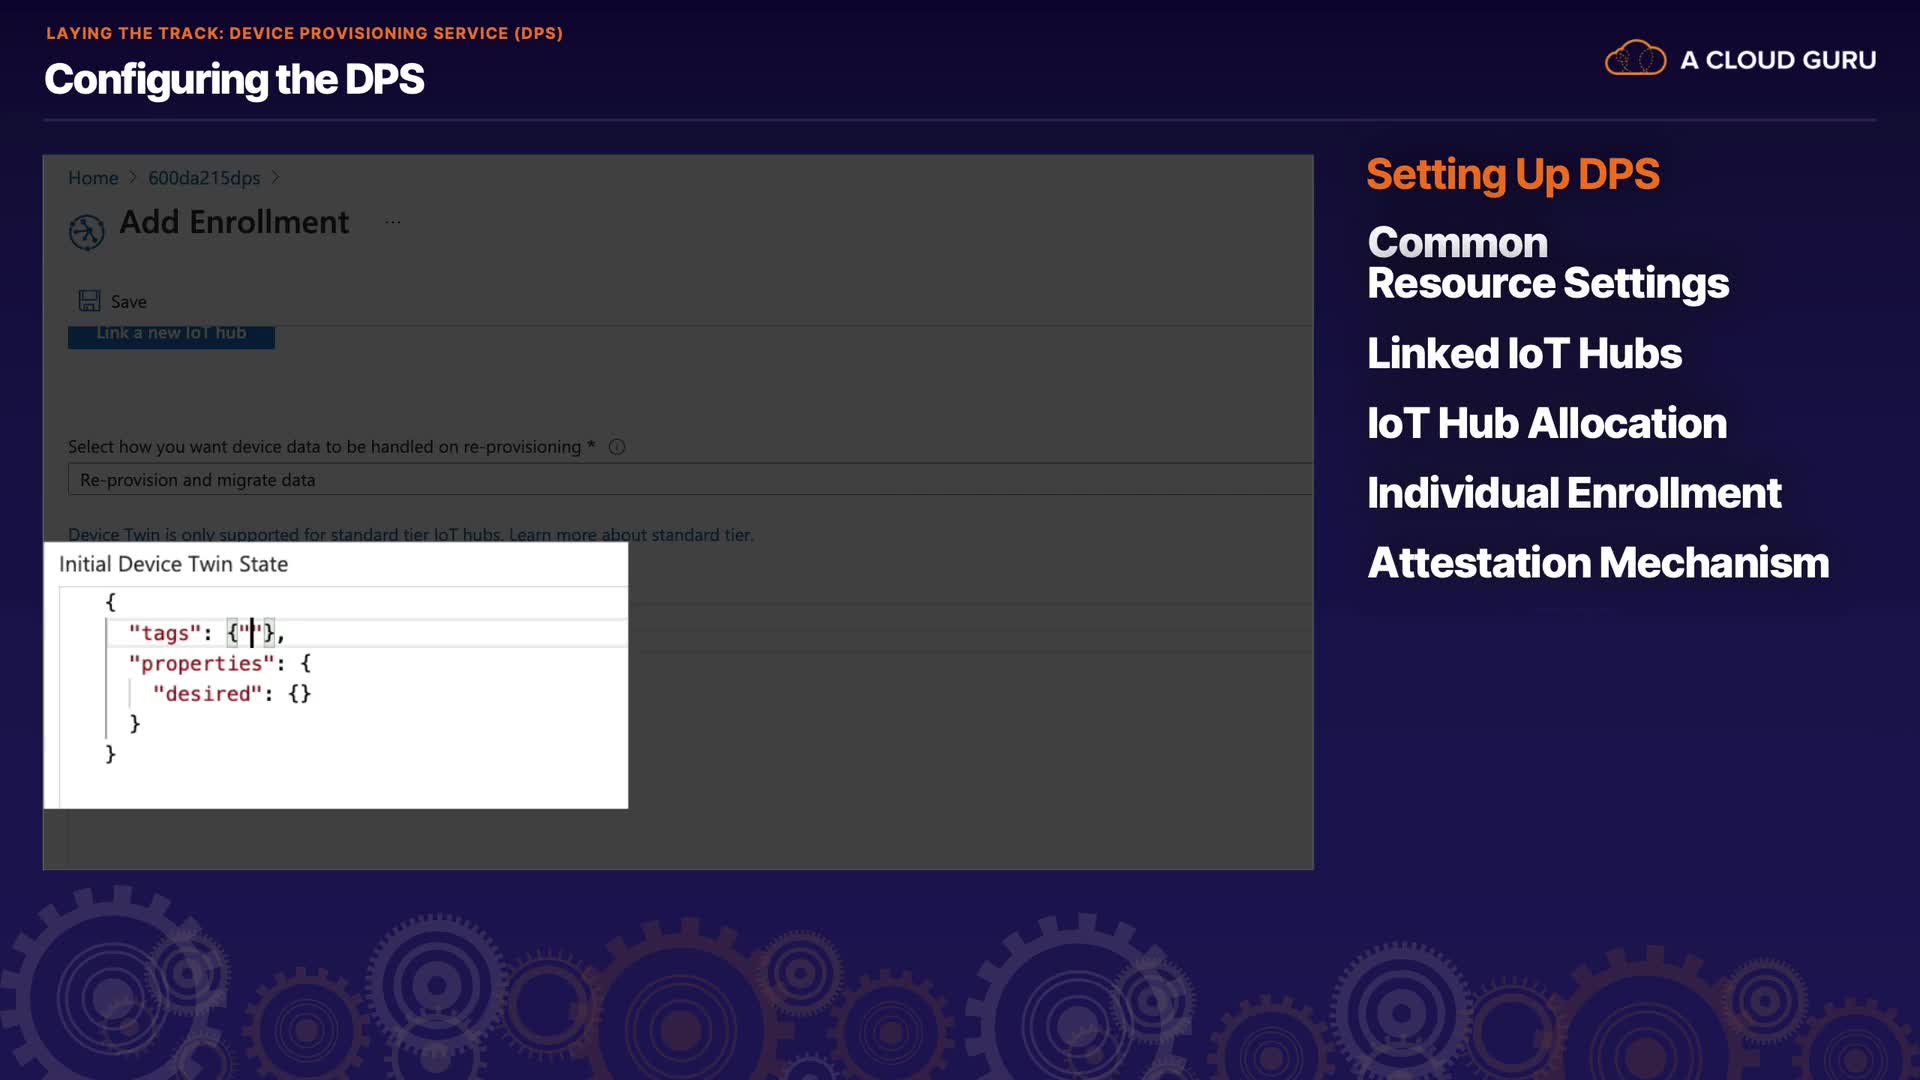 LAYING THE TRACK: DEVICE PROVISIONING SERVICE (DPS)
Configuring the DPS
A CLOUD GURU
Home > 600da215dps >
Add Enrollment ...
Save
Link a new IoT hub
Select how you want device data to be handled on re-provisioning *
Re-provision and migrate data
Device Twin is only supported for standard tier IoT hubs. Learn more about standard tier.
Initial Device Twin State
{
"tags": {""},
"properties": {
"desired": {}
}
}
Setting Up DPS
Common
Resource Settings
Linked IoT Hubs
IoT Hub Allocation
Individual Enrollment
Attestation Mechanism